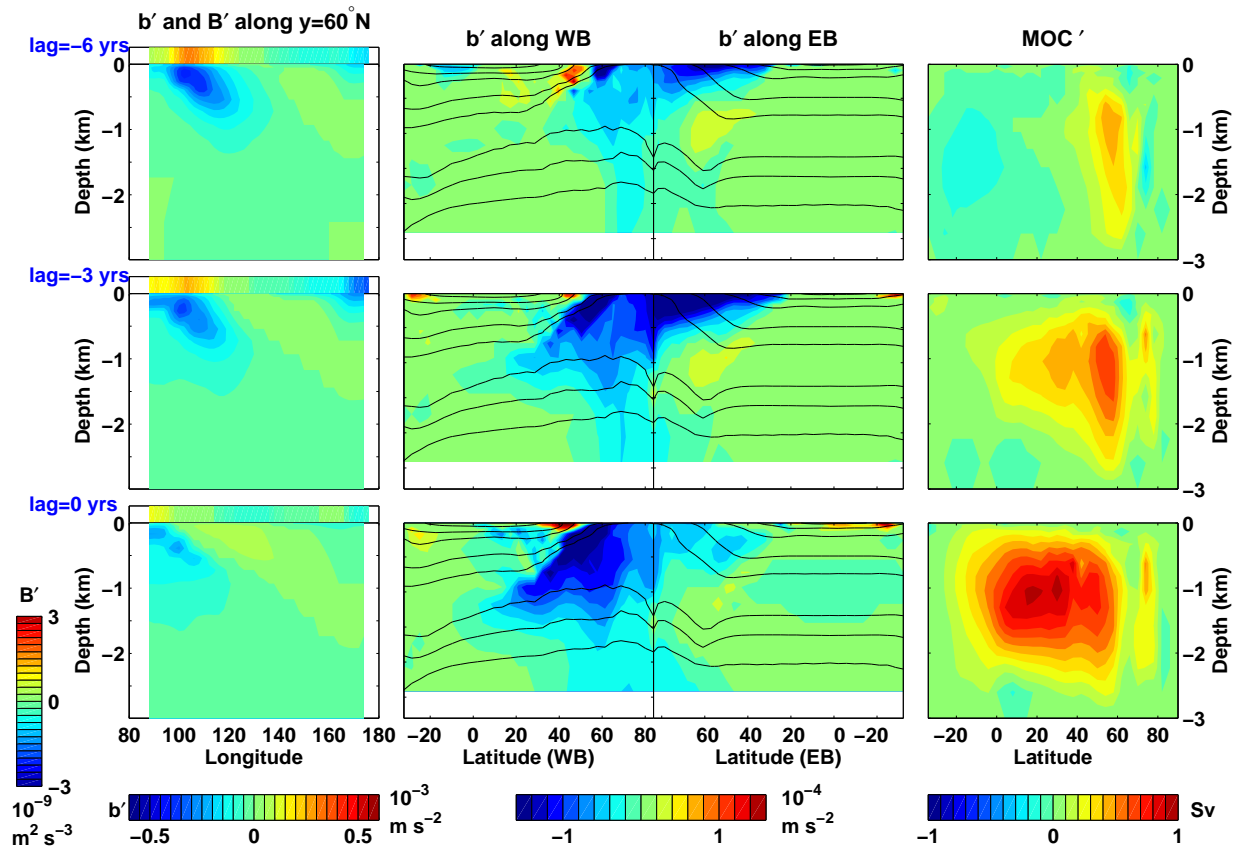 b′ and B′ along y=60°N
b′ along WB
b′ along EB
MOC ′
lag=−6 yrs
0
−1
−2
Depth (km)
0
−1
−2
−3
Depth (km)
lag=−3 yrs
0
−1
−2
Depth (km)
0
−1
−2
−3
Depth (km)
lag=0 yrs
0
−1
−2
Depth (km)
0
−1
−2
−3
Depth (km)
80 100 120 140 160 180
Longitude
−20 0 20 40 60 80
Latitude (WB)
60 40 20 0 −20
Latitude (EB)
−20 0 20 40 60 80
Latitude
B′
3
0
−3
10−9
m2 s−3
b′
−0.5 0 0.5
10−3
m s−2
−1 1
10−4
m s−2
−1 0 1
Sv